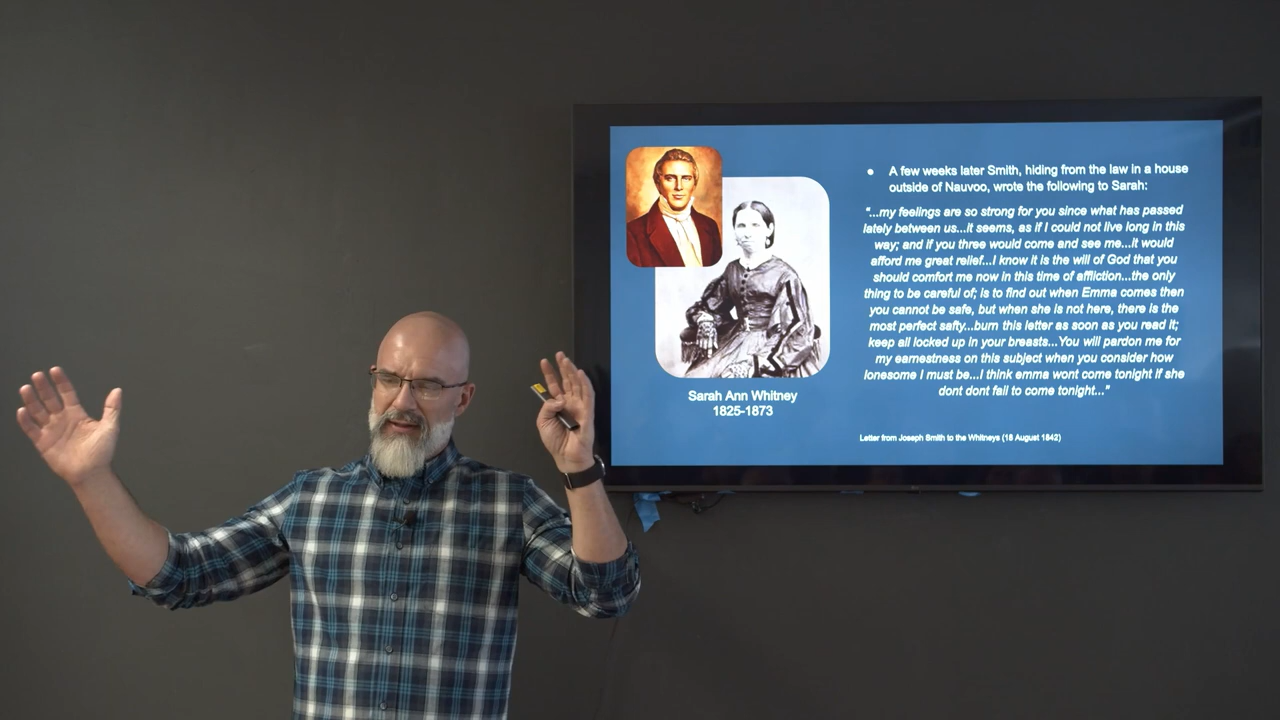 A few weeks later Smith, hiding from the law in a house
outside of Nauvoo, wrote the following to Sarah:
"...my feelings are so strong for you since what has passed
lately between us...it seems, as if I could not live long in this
way; and if you three would come and see me...it would
afford me great relief...I know it is the will of God that you
should comfort me now in this time of affliction...the only
thing to be careful of; is to find out when Emma comes then
you cannot be safe, but when she is not here, there is the
most perfect safty...burn this letter as soon as you read it;
keep all locked up in your breasts...You will pardon me for
my earnestness on this subject when you consider how
lonesome I must be...I think emma wont come tonight if she
dont dont fail to come tonight..."
Sarah Ann Whitney
1825-1873
Letter from Joseph Smith to the Whitneys (18 August 1842)